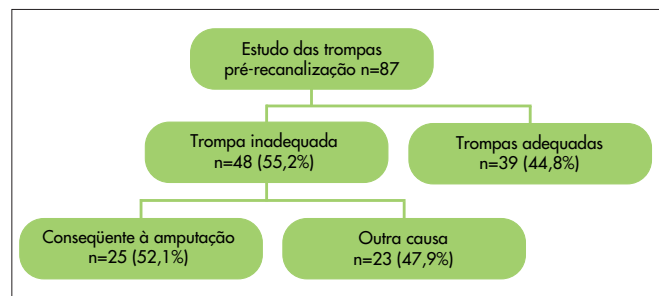 Estudo das trompas
pré-recanalização n=87
Trompa inadequada
n=48 (55,2%)
Trompas adequadas
n=39 (44,8%)
Conseqüente à amputação
n=25 (52,1%)
Outra causa
n=23 (47,9%)